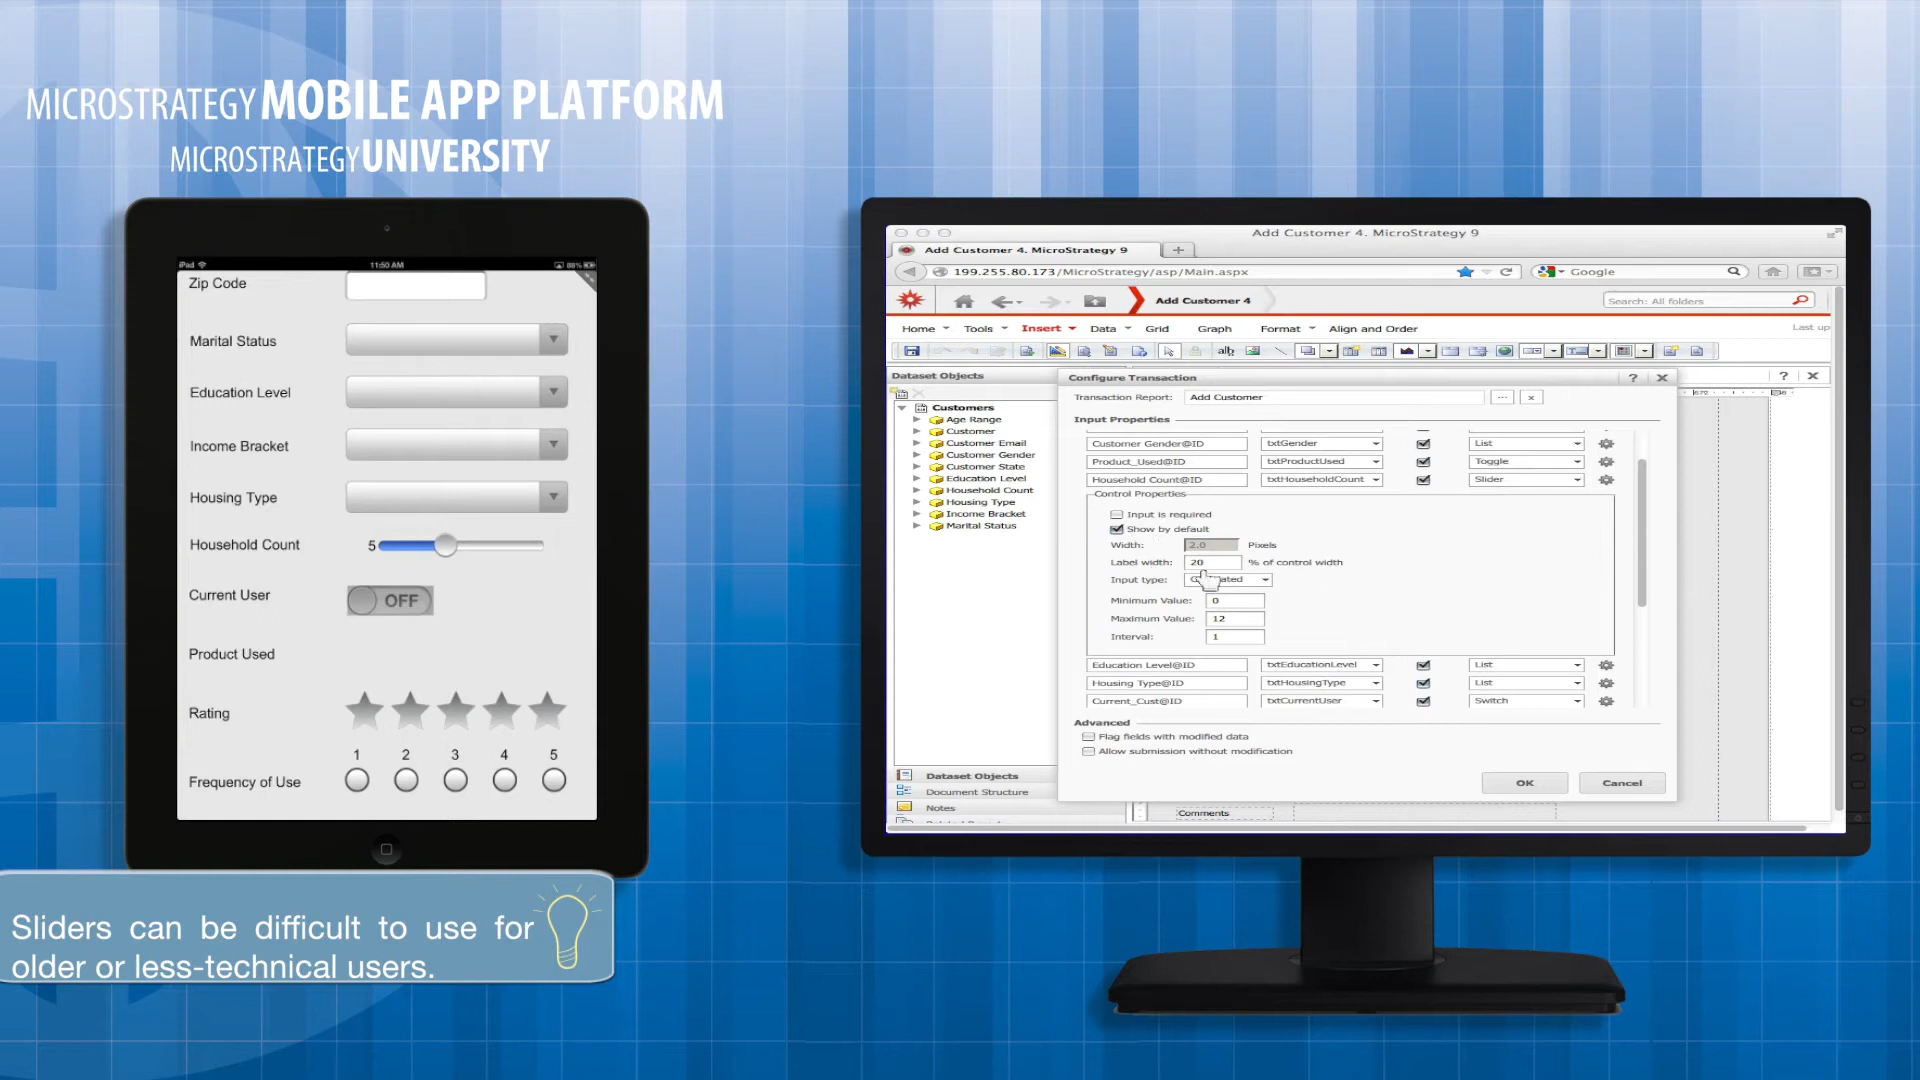 MICROSTRATEGY MOBILE APP PLATFORM
MICROSTRATEGY UNIVERSITY
iPad
11:50 AM
88%
Zip Code
Marital Status
Education Level
Income Bracket
Housing Type
Household Count
5
Current User
OFF
Product Used
Rating
1 2 3 4 5
Frequency of Use
Sliders can be difficult to use for
older or less-technical users.
Add Customer 4. MicroStrategy 9
Add Customer 4. MicroStrategy 9
199.255.80.173/MicroStrategy/asp/Main.aspx
Google
Add Customer 4
Search: All folders
Home Tools Insert Data Grid Graph Format Align and Order
Last up
Dataset Objects
Customers
Age Range
Customer
Customer Email
Customer Gender
Customer State
Education Level
Household Count
Housing Type
Income Bracket
Marital Status
Dataset Objects
Document Structure
Notes
Configure Transaction
?
Transaction Report: Add Customer ... x
Input Properties
Customer Gender@ID txtGender List
Product_Used@ID txtProductUsed Toggle
Household Count@ID txtHouseholdCount Slider
Control Properties
Input is required
Show by default
Width: 2.0 Pixels
Label width: 20 % of control width
Input type:
Minimum Value: 0
Maximum Value: 12
Interval: 1
Education Level@ID txtEducationLevel List
Housing Type@ID txtHousingType List
Current_Cust@ID txtCurrentUser Switch
Advanced
Flag fields with modified data
Allow submission without modification
OK Cancel
Comments